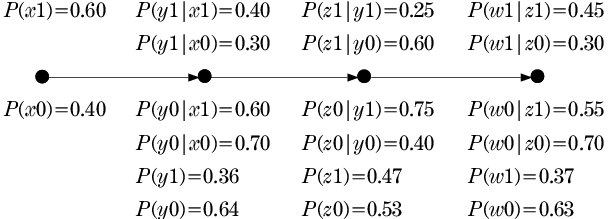 P(x1)=0.60 P(y1|x1)=0.40 P(z1|y1)=0.25 P(w1|z1)=0.45
P(y1|x0)=0.30 P(z1|y0)=0.60 P(w1|z0)=0.30
P(x0)=0.40 P(y0|x1)=0.60 P(z0|y1)=0.75 P(w0|z1)=0.55
P(y0|x0)=0.70 P(z0|y0)=0.40 P(w0|z0)=0.70
P(y1)=0.36 P(z1)=0.47 P(w1)=0.37
P(y0)=0.64 P(z0)=0.53 P(w0)=0.63